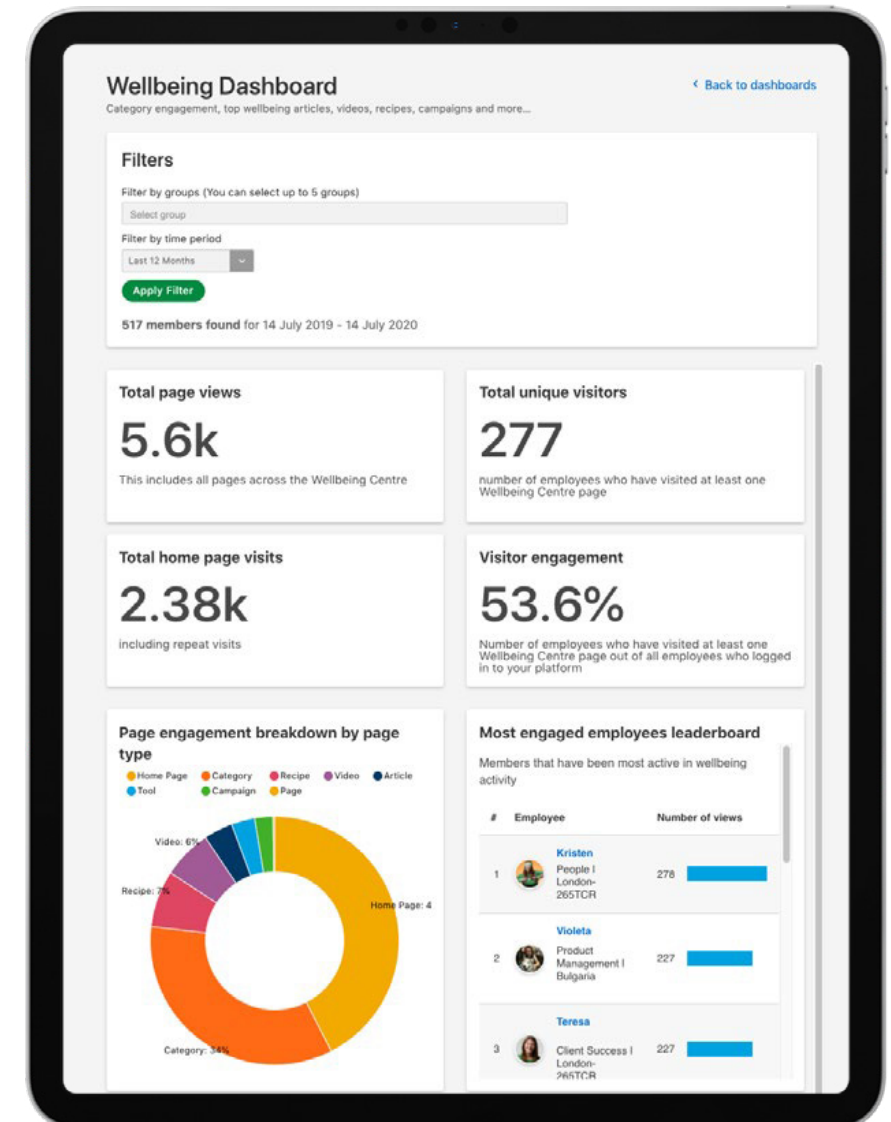 Wellbeing Dashboard
‹ Back to dashboards
Category engagement, top wellbeing articles, videos, recipes, campaigns and more...
Filters
Filter by groups (You can select up to 5 groups)
Select group
Filter by time period
Last 12 Months
Apply Filter
517 members found for 14 July 2019 - 14 July 2020
Total page views
5.6k
This includes all pages across the Wellbeing Centre
Total unique visitors
277
number of employees who have visited at least one
Wellbeing Centre page
Total home page visits
2.38k
including repeat visits
Visitor engagement
53.6%
Number of employees who have visited at least one
Wellbeing Centre page out of all employees who logged
in to your platform
Page engagement breakdown by page
type
Home Page Category Recipe Video Article
Tool Campaign Page
Video: 6%
Recipe: 7%
Home Page: 4
Category: 34%
Most engaged employees leaderboard
Members that have been most active in wellbeing
activity
# Employee Number of views
Kristen
1 People | 278
London-
265TCR
Violeta
Product
2 Management | 227
Bulgaria
Teresa
3 Client Success | 227
London-
265TCR